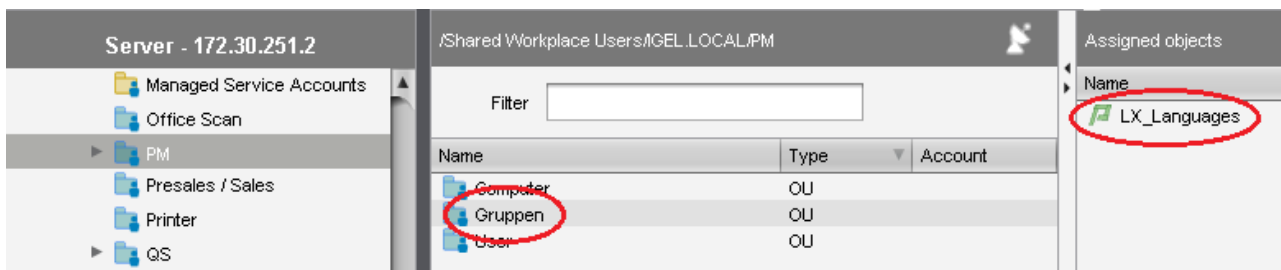 Server - 172.30.251.2
Managed Service Accounts
Office Scan
PM
Presales / Sales
Printer
QS
/Shared Workplace Users/IGEL.LOCAL/PM
Filter
Name Type Account
Computer OU
Gruppen OU
User OU
Assigned objects
Name
LX_Languages